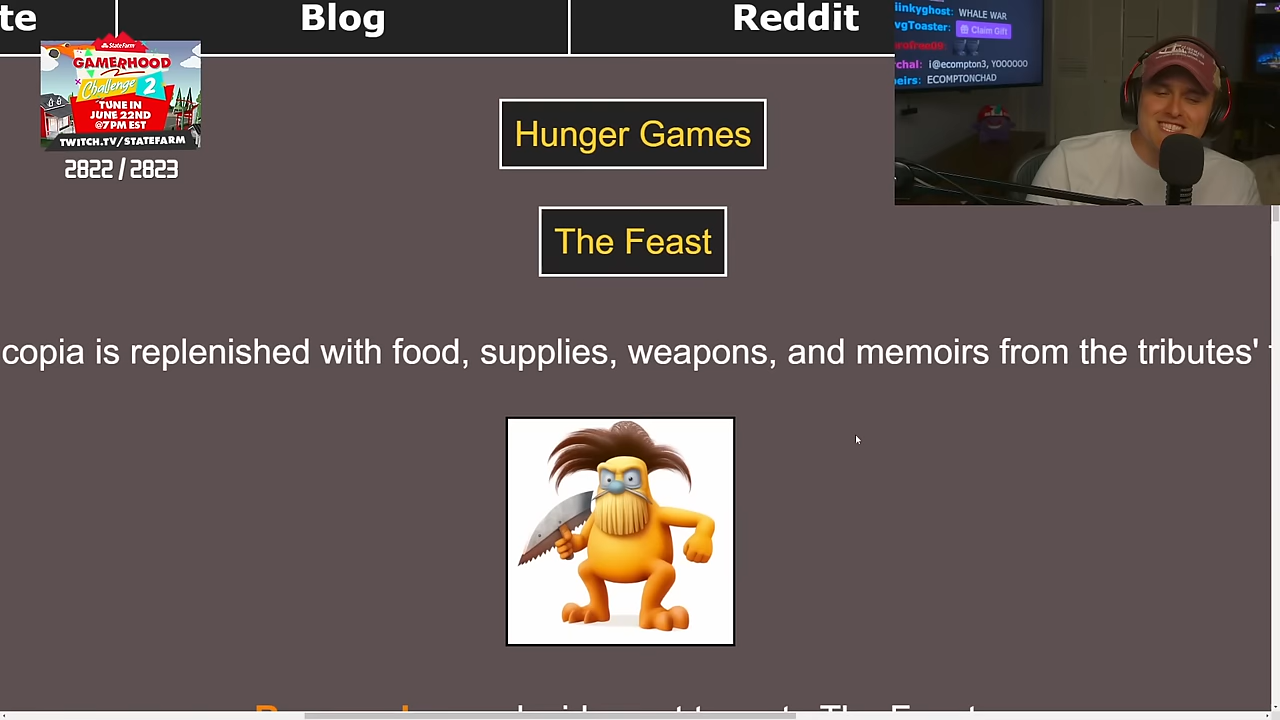 te
Blog
Reddit
StateFarm
GAMERHOOD
Challenge 2
TUNE IN
JUNE 22ND
@7PM EST
TWITCH.TV/STATEFARM
2822 / 2823
inkyghost: WHALE WAR
vgToaster: Claim Gift
chal: i@ecompton3, YOOOOOO
eirs: ECOMPTONCHAD
Hunger Games
The Feast
copia is replenished with food, supplies, weapons, and memoirs from the tributes'